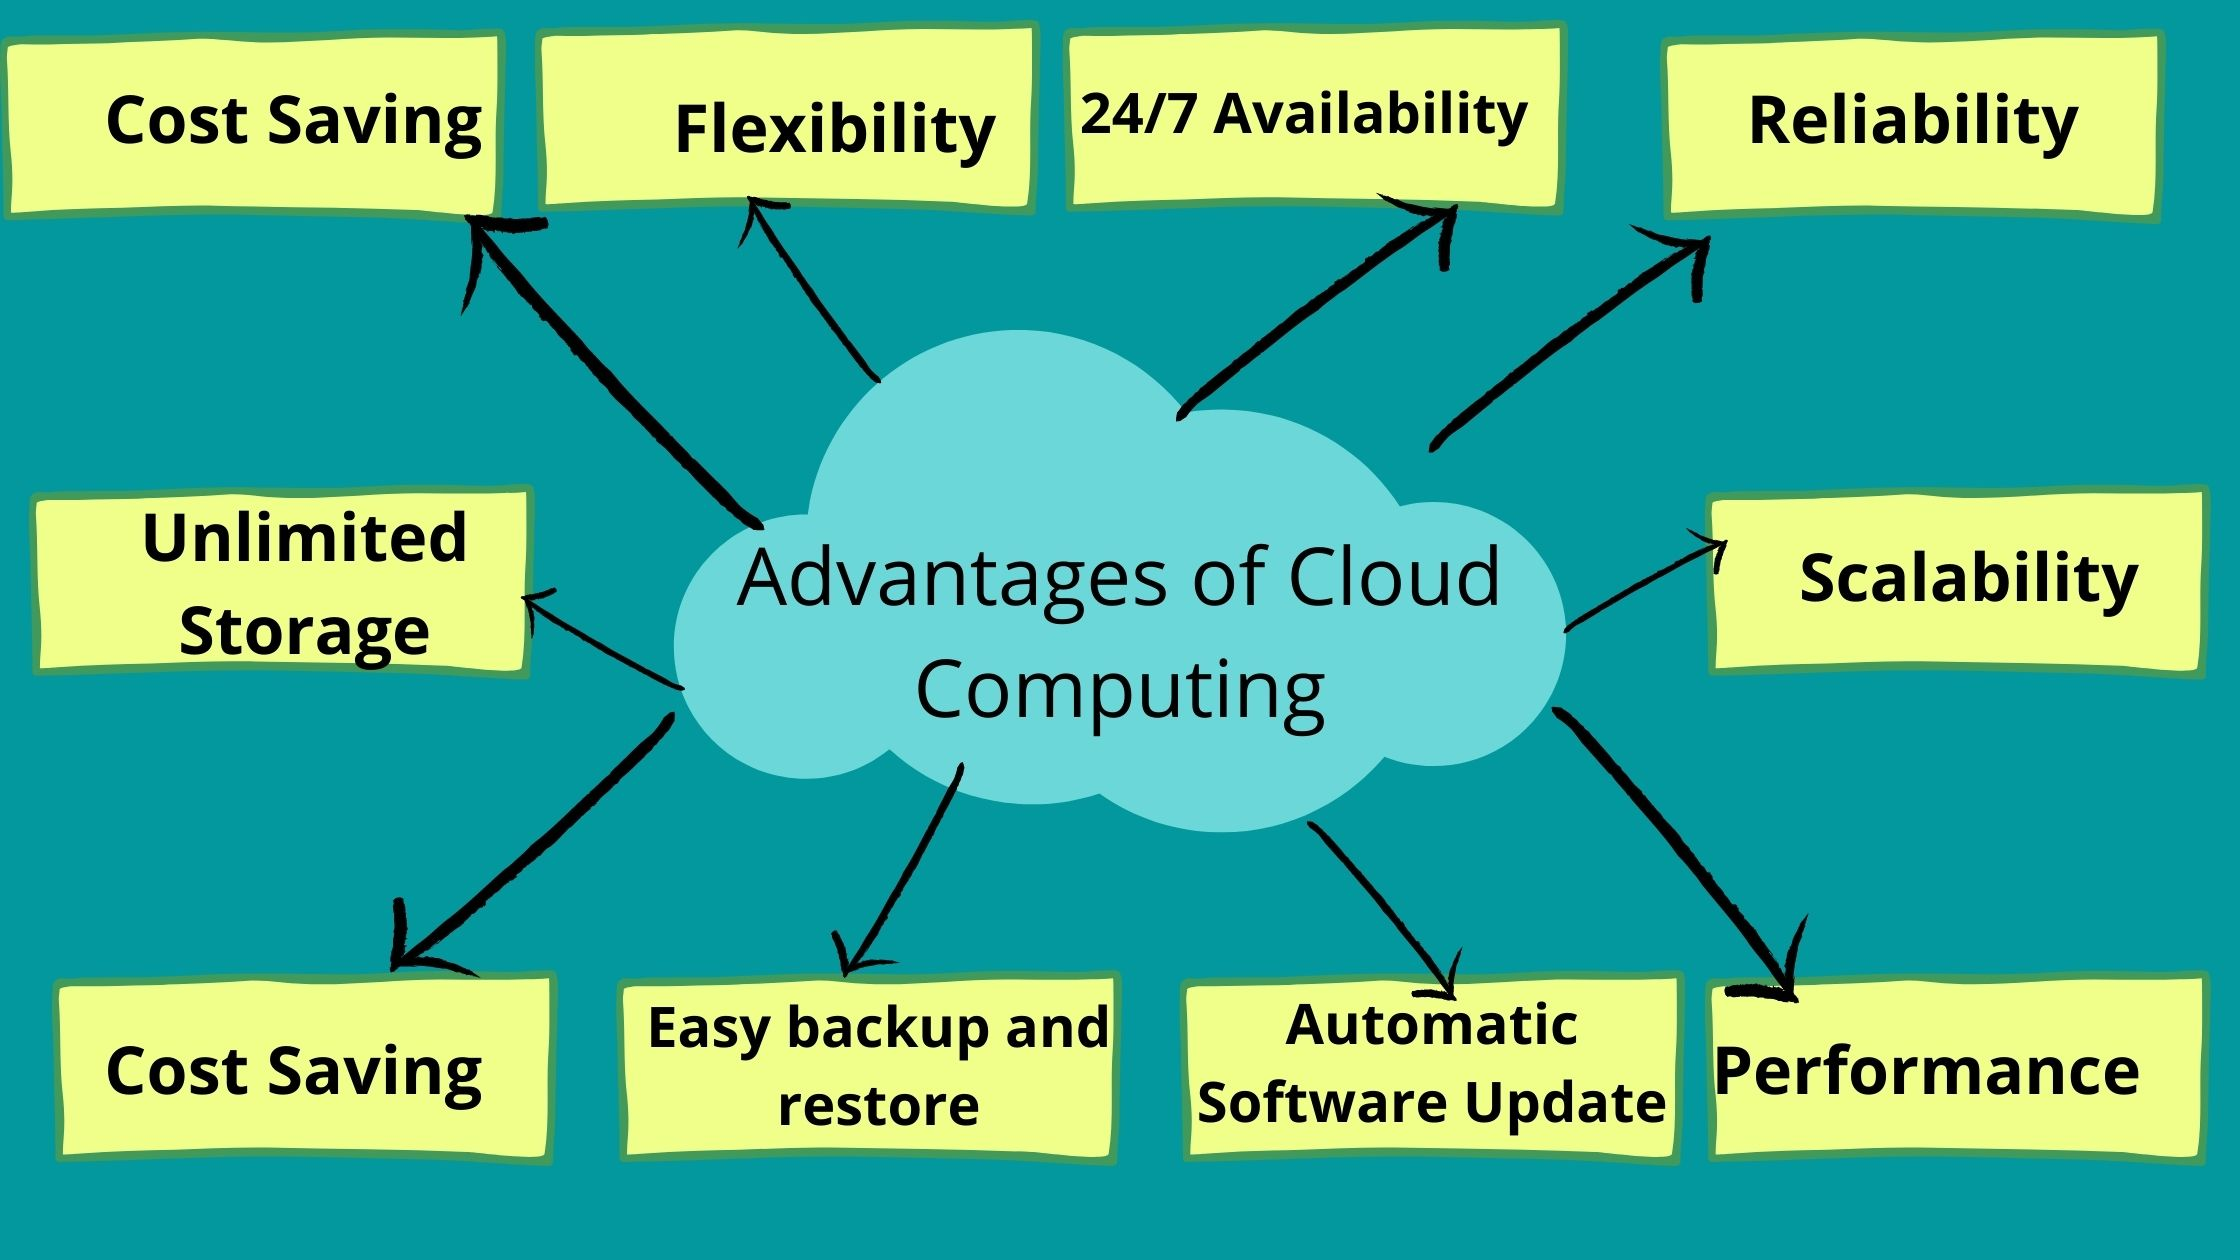 Cost Saving
Flexibility
24/7 Availability
Reliability
Unlimited
Storage
Advantages of Cloud
Computing
Scalability
Cost Saving
Easy backup and
restore
Automatic
Software Update
Performance